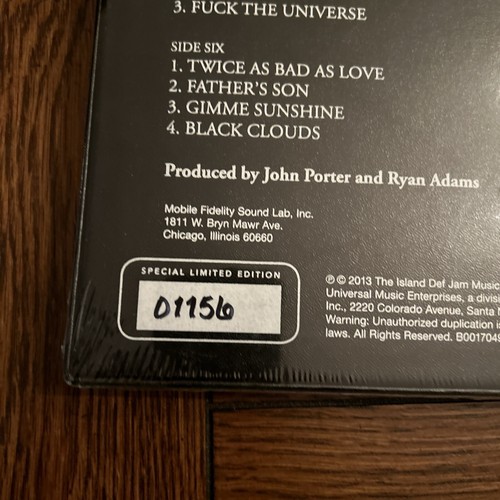 3. FUCK THE UNIVERSE
SIDE SIX
1. TWICE AS BAD AS LOVE
2. FATHER'S SON
3. GIMME SUNSHINE
4. BLACK CLOUDS
Produced by John Porter and Ryan Adams
Mobile Fidelity Sound Lab, Inc.
1811 W. Bryn Mawr Ave.
Chicago, Illinois 60660
SPECIAL LIMITED EDITION
01156
℗ © 2013 The Island Def Jam Music
Universal Music Enterprises, a divis
Inc., 2220 Colorado Avenue, Santa
Warning: Unauthorized duplication is
laws. All Rights Reserved. B0017049